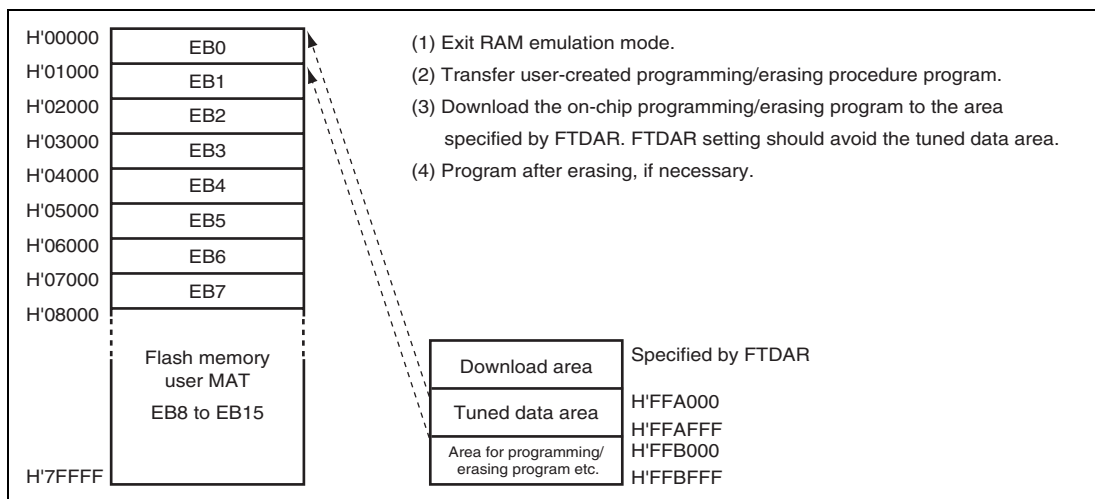 H'00000
EB0
H'01000
EB1
H'02000
EB2
H'03000
EB3
H'04000
EB4
H'05000
EB5
H'06000
EB6
H'07000
EB7
H'08000
Flash memory
user MAT
EB8 to EB15
H'7FFFF
(1) Exit RAM emulation mode.
(2) Transfer user-created programming/erasing procedure program.
(3) Download the on-chip programming/erasing program to the area
specified by FTDAR. FTDAR setting should avoid the tuned data area.
(4) Program after erasing, if necessary.
Download area
Specified by FTDAR
Tuned data area
H'FFA000
H'FFAFFF
Area for programming/
erasing program etc.
H'FFB000
H'FFBFFF